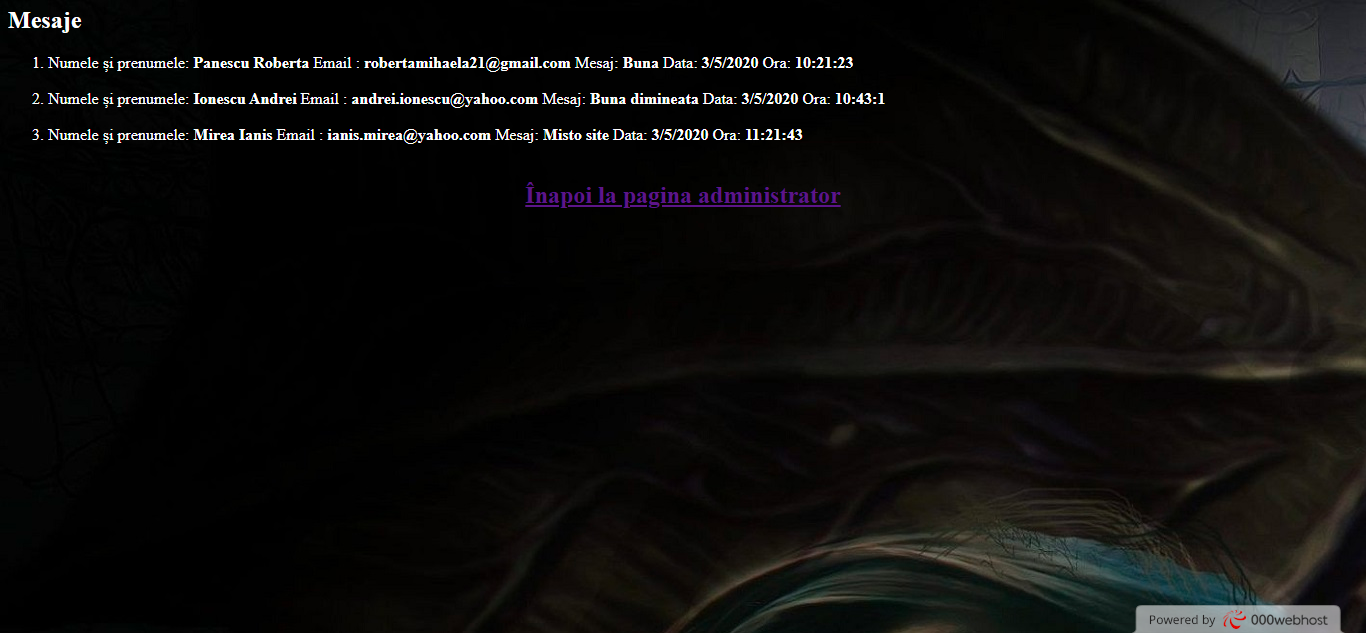 Mesaje
1. Numele și prenumele: Panescu Roberta Email : robertamihaela21@gmail.com Mesaj: Buna Data: 3/5/2020 Ora: 10:21:23
2. Numele și prenumele: Ionescu Andrei Email : andrei.ionescu@yahoo.com Mesaj: Buna dimineata Data: 3/5/2020 Ora: 10:43:1
3. Numele și prenumele: Mirea Ianis Email : ianis.mirea@yahoo.com Mesaj: Misto site Data: 3/5/2020 Ora: 11:21:43
Înapoi la pagina administrator
Powered by 000webhost